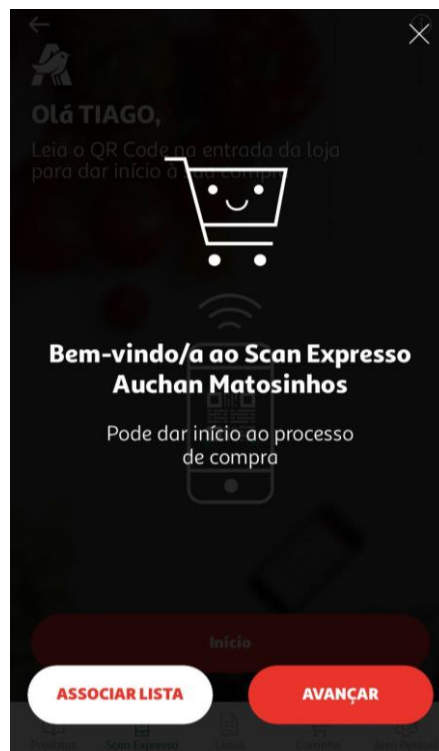 Olá TIAGO,
Leia o QR Code na entrada da loja
para dar início à sua compra
Bem-vindo/a ao Scan Expresso
Auchan Matosinhos
Pode dar início ao processo
de compra
Início
ASSOCIAR LISTA
AVANÇAR
Produtos
Scan Expresso